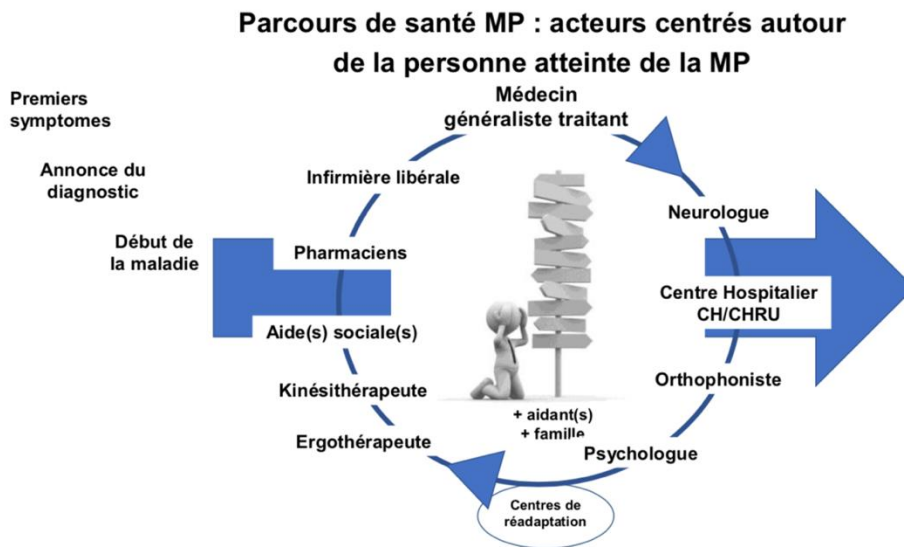 Parcours de santé MP : acteurs centrés autour
de la personne atteinte de la MP
Premiers
symptomes
Annonce du
diagnostic
Début de
la maladie
Médecin
généraliste traitant
Infirmière libérale
Neurologue
Pharmaciens
Centre Hospitalier
CH/CHRU
Aide(s) sociale(s)
Orthophoniste
Kinésithérapeute
+ aidant(s)
+ famille
Ergothérapeute
Psychologue
Centres de
réadaptation